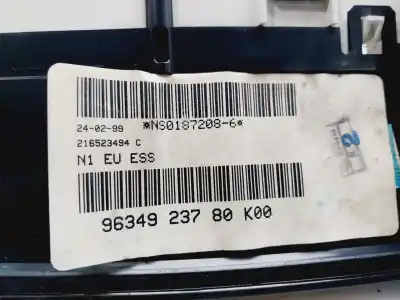 *NS0187208-6*
24-02-99
216523494 C
N1 EU ESS
96349 237 80 K00